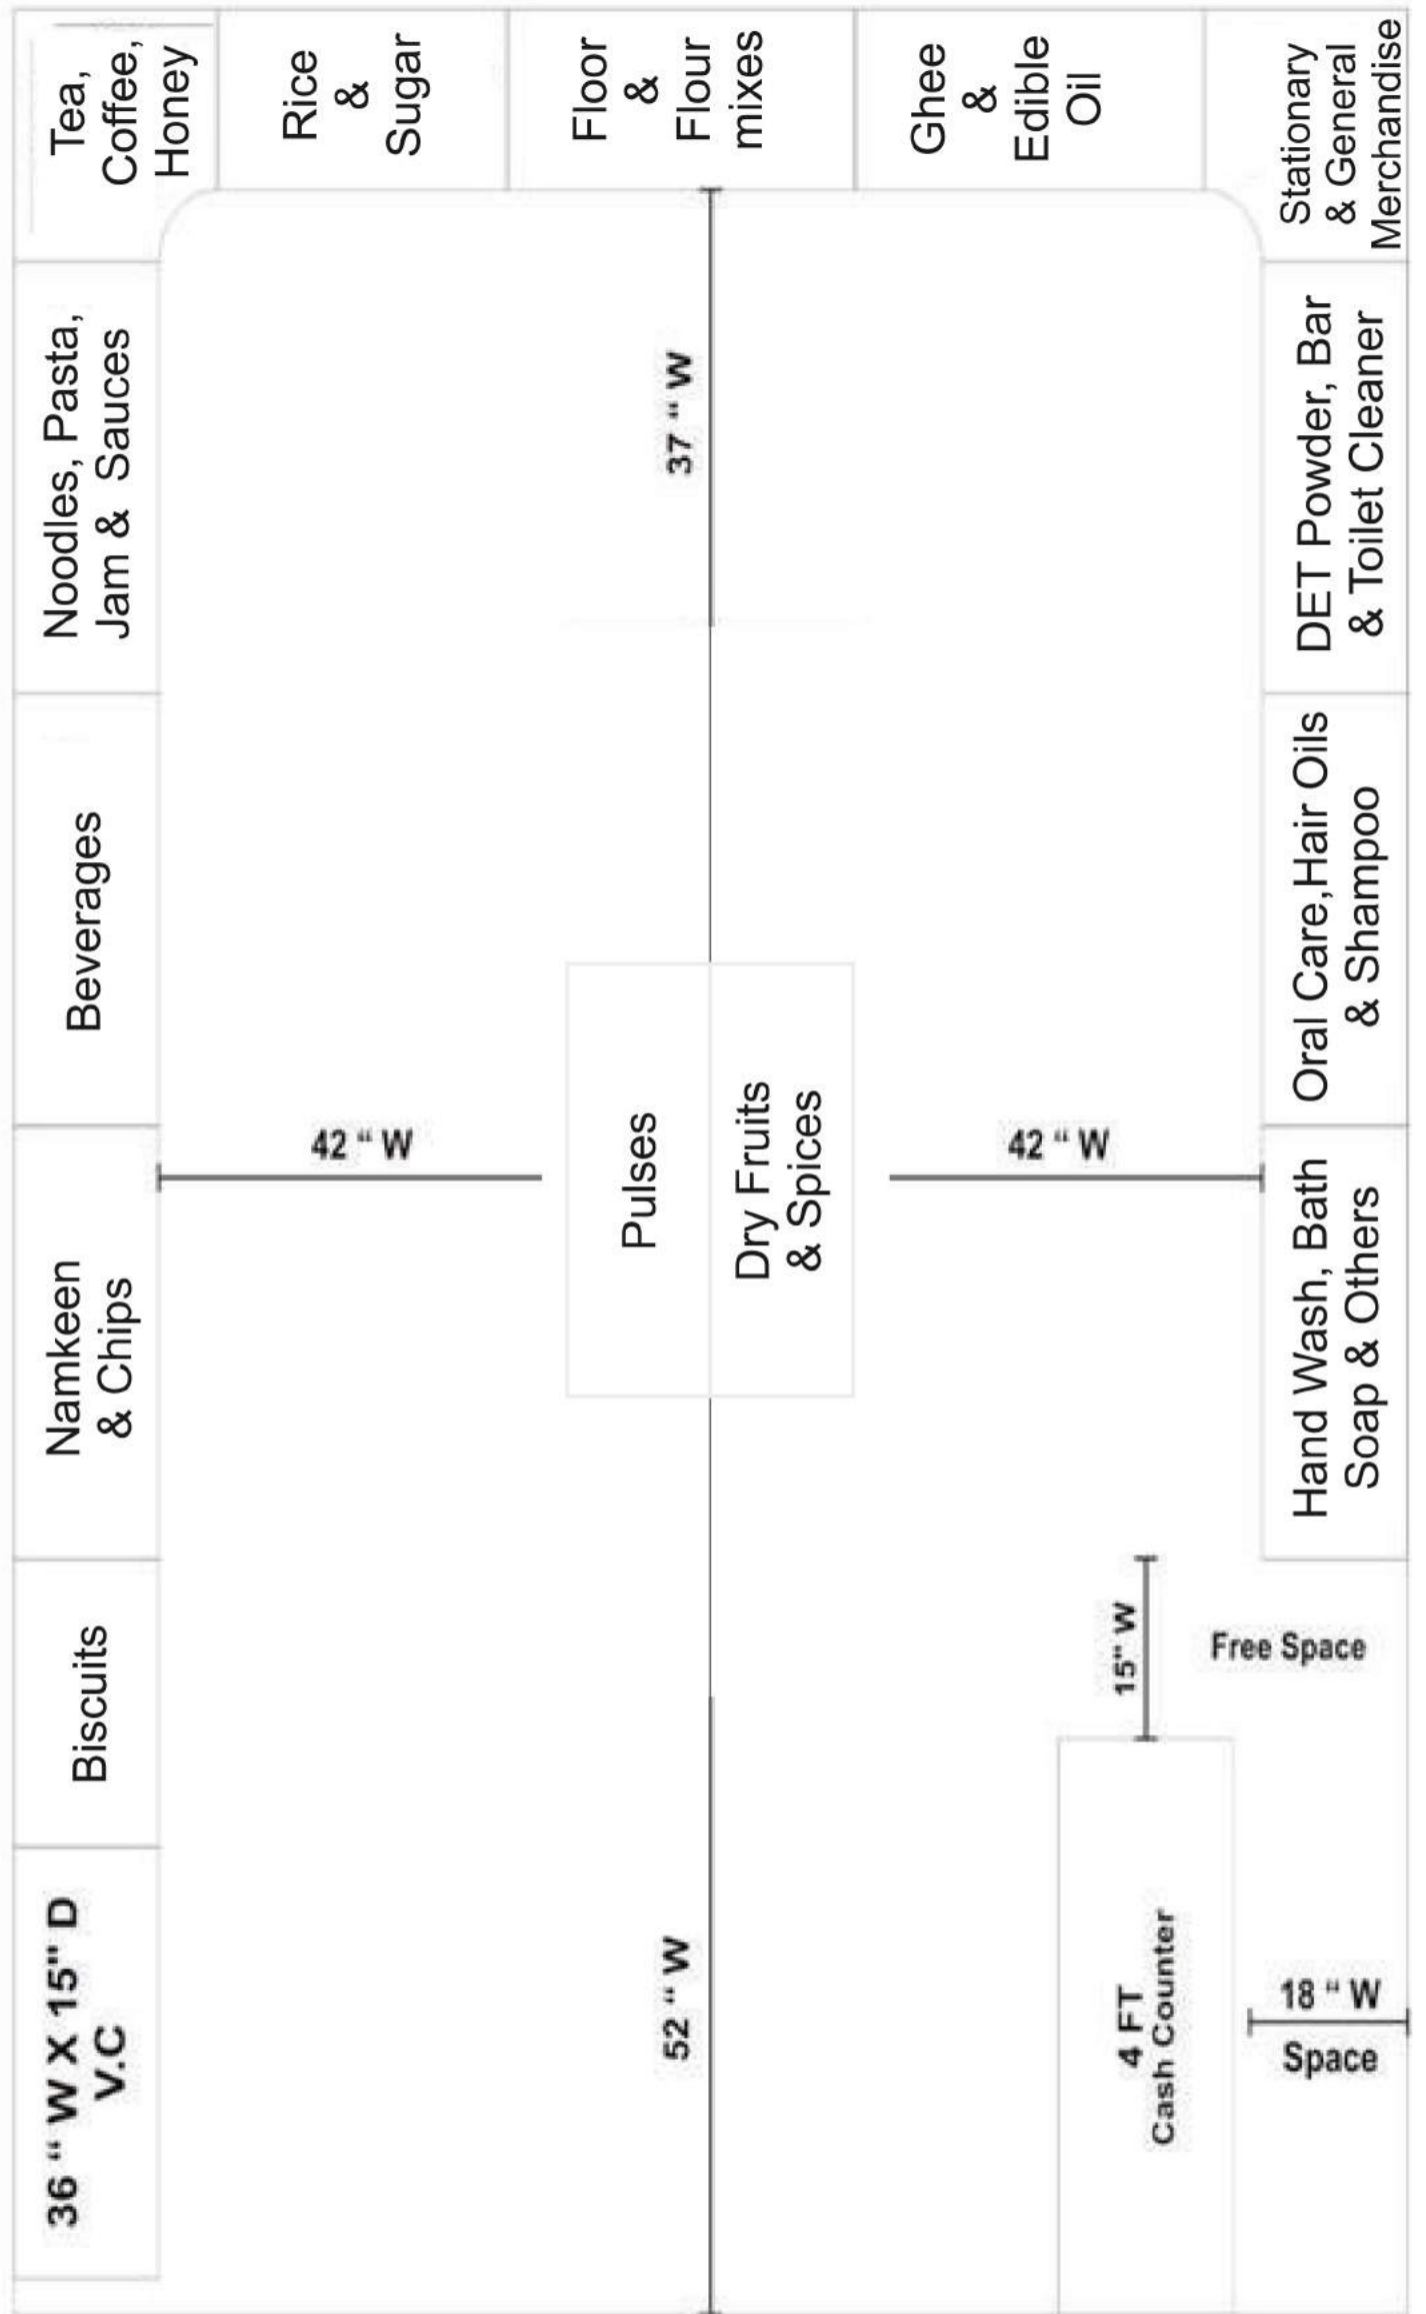 Tea,
Coffee,
Honey
Rice
&
Sugar
Floor
&
Flour
mixes
Ghee
&
Edible
Oil
Stationary
& General
Merchandise
Noodles, Pasta,
Jam & Sauces
37 “ W
DET Powder, Bar
& Toilet Cleaner
Beverages
Oral Care,Hair Oils
& Shampoo
42 “ W
Pulses
Dry Fruits
& Spices
42 “ W
Namkeen
& Chips
Hand Wash, Bath
Soap & Others
Biscuits
15" W
Free Space
36 “ W X 15" D
V.C
52 “ W
4 FT
Cash Counter
18 “ W
Space